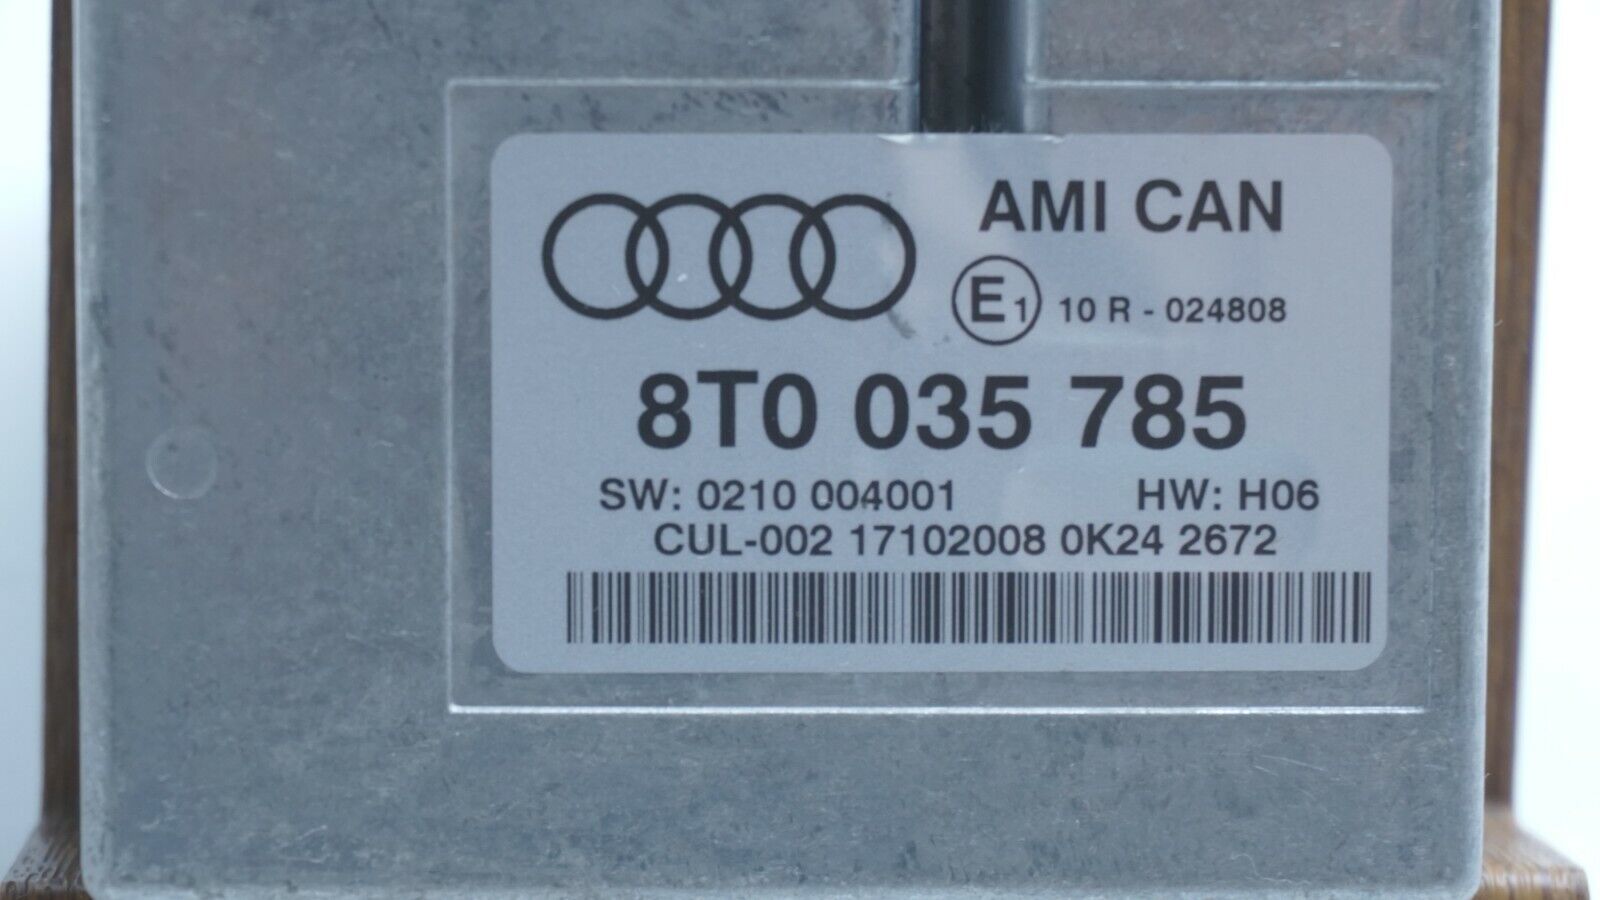 AMI CAN
E1 10 R - 024808
8T0 035 785
SW: 0210 004001 HW: H06
CUL-002 17102008 0K24 2672